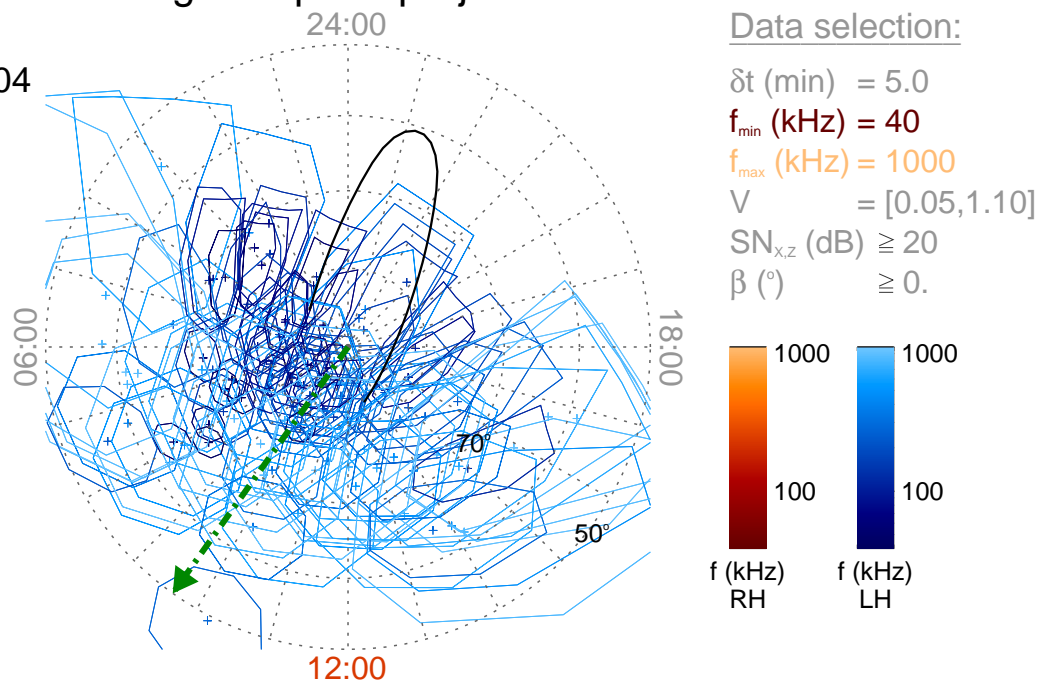 24:00
04
06:00
18:00
12:00
70°
50°
Data selection:
δt (min) = 5.0
fmin (kHz) = 40
fmax (kHz) = 1000
V = [0.05,1.10]
SNX,Z (dB) ≧ 20
β (°) ≧ 0.
1000
1000
100
100
f (kHz)
RH
f (kHz)
LH